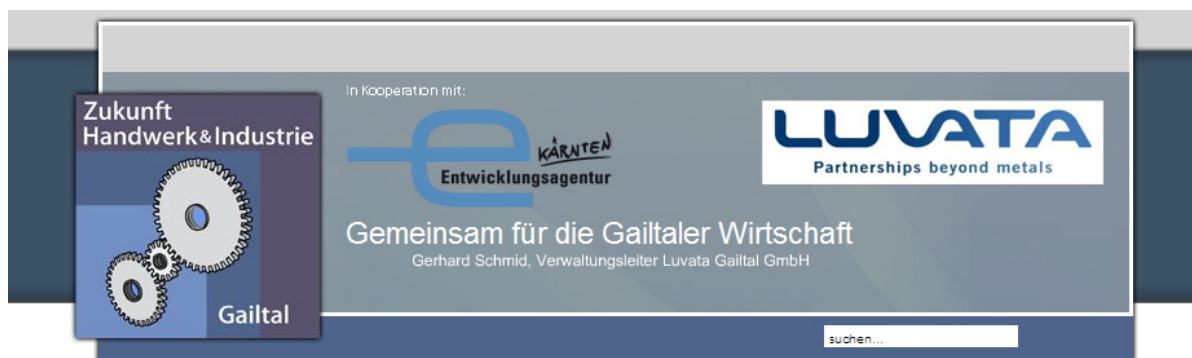 Zukunft
Handwerk&Industrie
Gailtal
In Kooperation mit:
e
KÄRNTEN
Entwicklungsagentur
LUVATA
Partnerships beyond metals
Gemeinsam für die Gailtaler Wirtschaft
Gerhard Schmid, Verwaltungsleiter Luvata Gailtal GmbH
suchen...